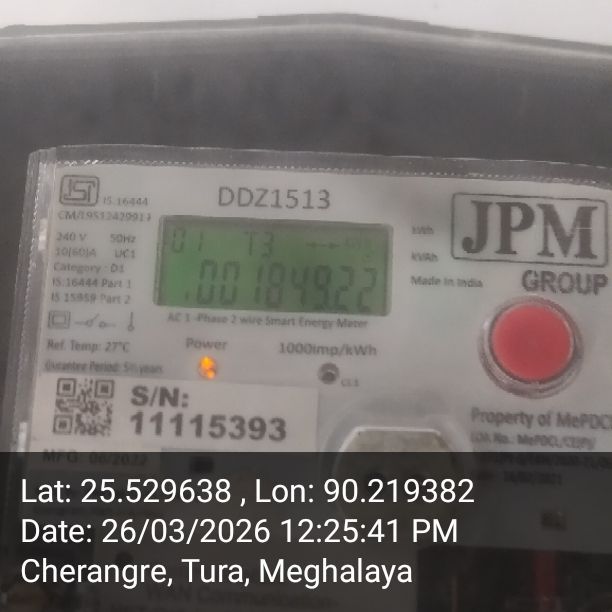 IS.16444
DDZ1513
240 V 50Hz
10(60)A UC1
Category : D1
IS.16444 Part 1
IS 15959 Part 2
01 T3
001849.22
kWh
kVAh
Made in India
JPM
GROUP
AC 1 -Phase 2 wire Smart Energy Meter
Ref. Temp: 27°C
Power
1000imp/kWh
S/N:
11115393
Property of MePDCL
Lat: 25.529638 , Lon: 90.219382
Date: 26/03/2026 12:25:41 PM
Cherangre, Tura, Meghalaya